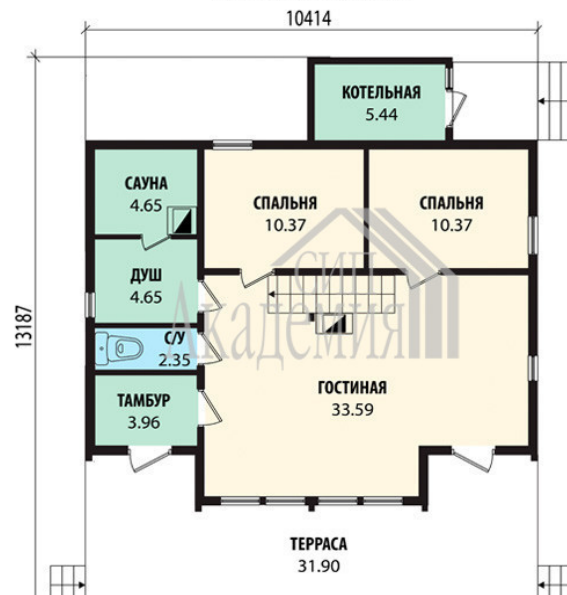 10414
КОТЕЛЬНАЯ
5.44
САУНА
4.65
СПАЛЬНЯ
10.37
СПАЛЬНЯ
10.37
СИП
Академия
ДУШ
4.65
С/У
2.35
13187
ТАМБУР
3.96
ГОСТИНАЯ
33.59
ТЕРРАСА
31.90